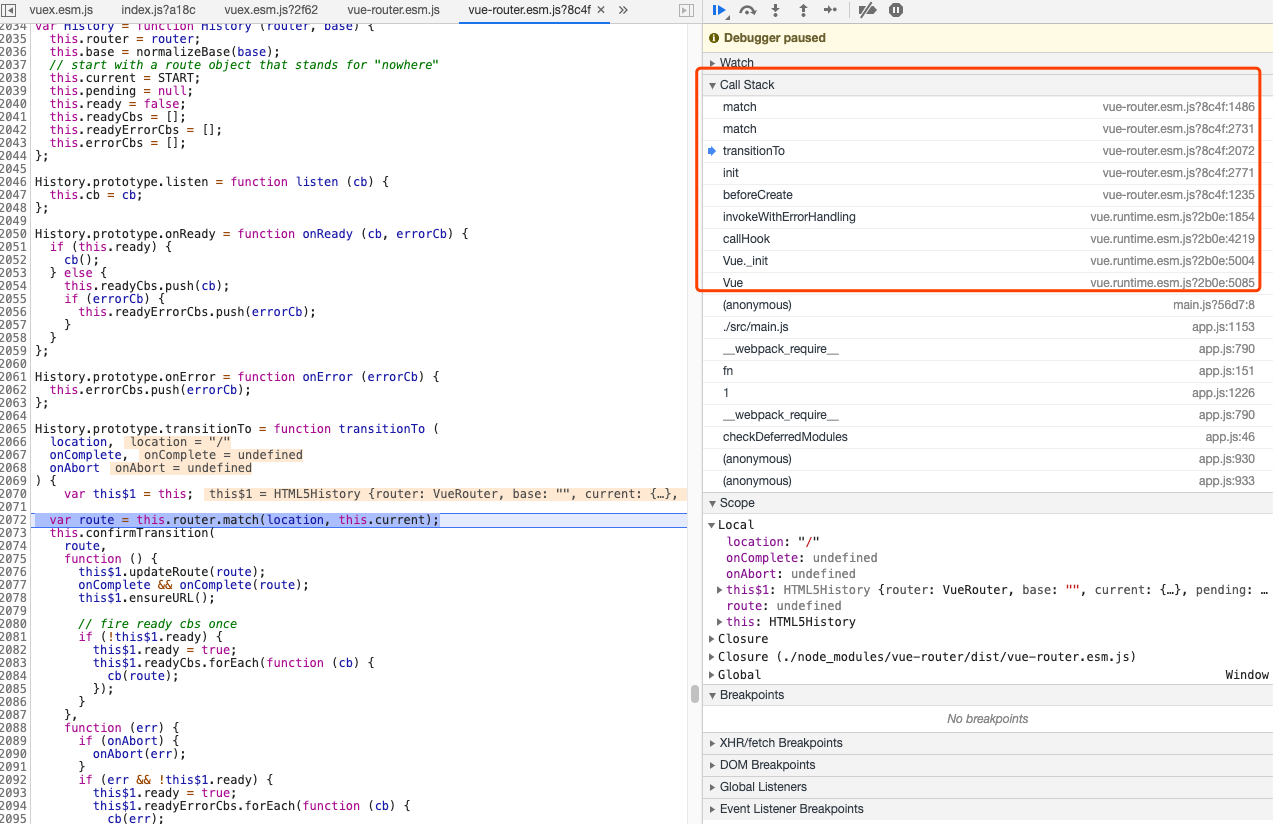 vuex.esm.js index.js?a18c vuex.esm.js?2f62 vue-router.esm.js vue-router.esm.js?8c4f × »
2034 var History = function History (router, base) {
2035 this.router = router;
2036 this.base = normalizeBase(base);
2037 // start with a route object that stands for "nowhere"
2038 this.current = START;
2039 this.pending = null;
2040 this.ready = false;
2041 this.readyCbs = [];
2042 this.readyErrorCbs = [];
2043 this.errorCbs = [];
2044 };
2045
2046 History.prototype.listen = function listen (cb) {
2047 this.cb = cb;
2048 };
2049
2050 History.prototype.onReady = function onReady (cb, errorCb) {
2051 if (this.ready) {
2052 cb();
2053 } else {
2054 this.readyCbs.push(cb);
2055 if (errorCb) {
2056 this.readyErrorCbs.push(errorCb);
2057 }
2058 }
2059 };
2060
2061 History.prototype.onError = function onError (errorCb) {
2062 this.errorCbs.push(errorCb);
2063 };
2064
2065 History.prototype.transitionTo = function transitionTo (
2066 location, location = "/"
2067 onComplete, onComplete = undefined
2068 onAbort onAbort = undefined
2069 ) {
2070 var this$1 = this; this$1 = HTML5History {router: VueRouter, base: "", current: {…},
2071
2072 var route = this.router.match(location, this.current);
2073 this.confirmTransition(
2074 route,
2075 function () {
2076 this$1.updateRoute(route);
2077 onComplete && onComplete(route);
2078 this$1.ensureURL();
2079
2080 // fire ready cbs once
2081 if (!this$1.ready) {
2082 this$1.ready = true;
2083 this$1.readyCbs.forEach(function (cb) {
2084 cb(route);
2085 });
2086 }
2087 },
2088 function (err) {
2089 if (onAbort) {
2090 onAbort(err);
2091 }
2092 if (err && !this$1.ready) {
2093 this$1.ready = true;
2094 this$1.readyErrorCbs.forEach(function (cb) {
2095 cb(err);
Debugger paused
Watch
Call Stack
match vue-router.esm.js?8c4f:1486
match vue-router.esm.js?8c4f:2731
transitionTo vue-router.esm.js?8c4f:2072
init vue-router.esm.js?8c4f:2771
beforeCreate vue-router.esm.js?8c4f:1235
invokeWithErrorHandling vue.runtime.esm.js?2b0e:1854
callHook vue.runtime.esm.js?2b0e:4219
Vue._init vue.runtime.esm.js?2b0e:5004
Vue vue.runtime.esm.js?2b0e:5085
(anonymous) main.js?56d7:8
./src/main.js app.js:1153
__webpack_require__ app.js:790
fn app.js:151
1 app.js:1226
__webpack_require__ app.js:790
checkDeferredModules app.js:46
(anonymous) app.js:930
(anonymous) app.js:933
Scope
Local
location: "/"
onComplete: undefined
onAbort: undefined
this$1: HTML5History {router: VueRouter, base: "", current: {…}, pending: …
route: undefined
this: HTML5History
Closure
Closure (./node_modules/vue-router/dist/vue-router.esm.js)
Global Window
Breakpoints
No breakpoints
XHR/fetch Breakpoints
DOM Breakpoints
Global Listeners
Event Listener Breakpoints